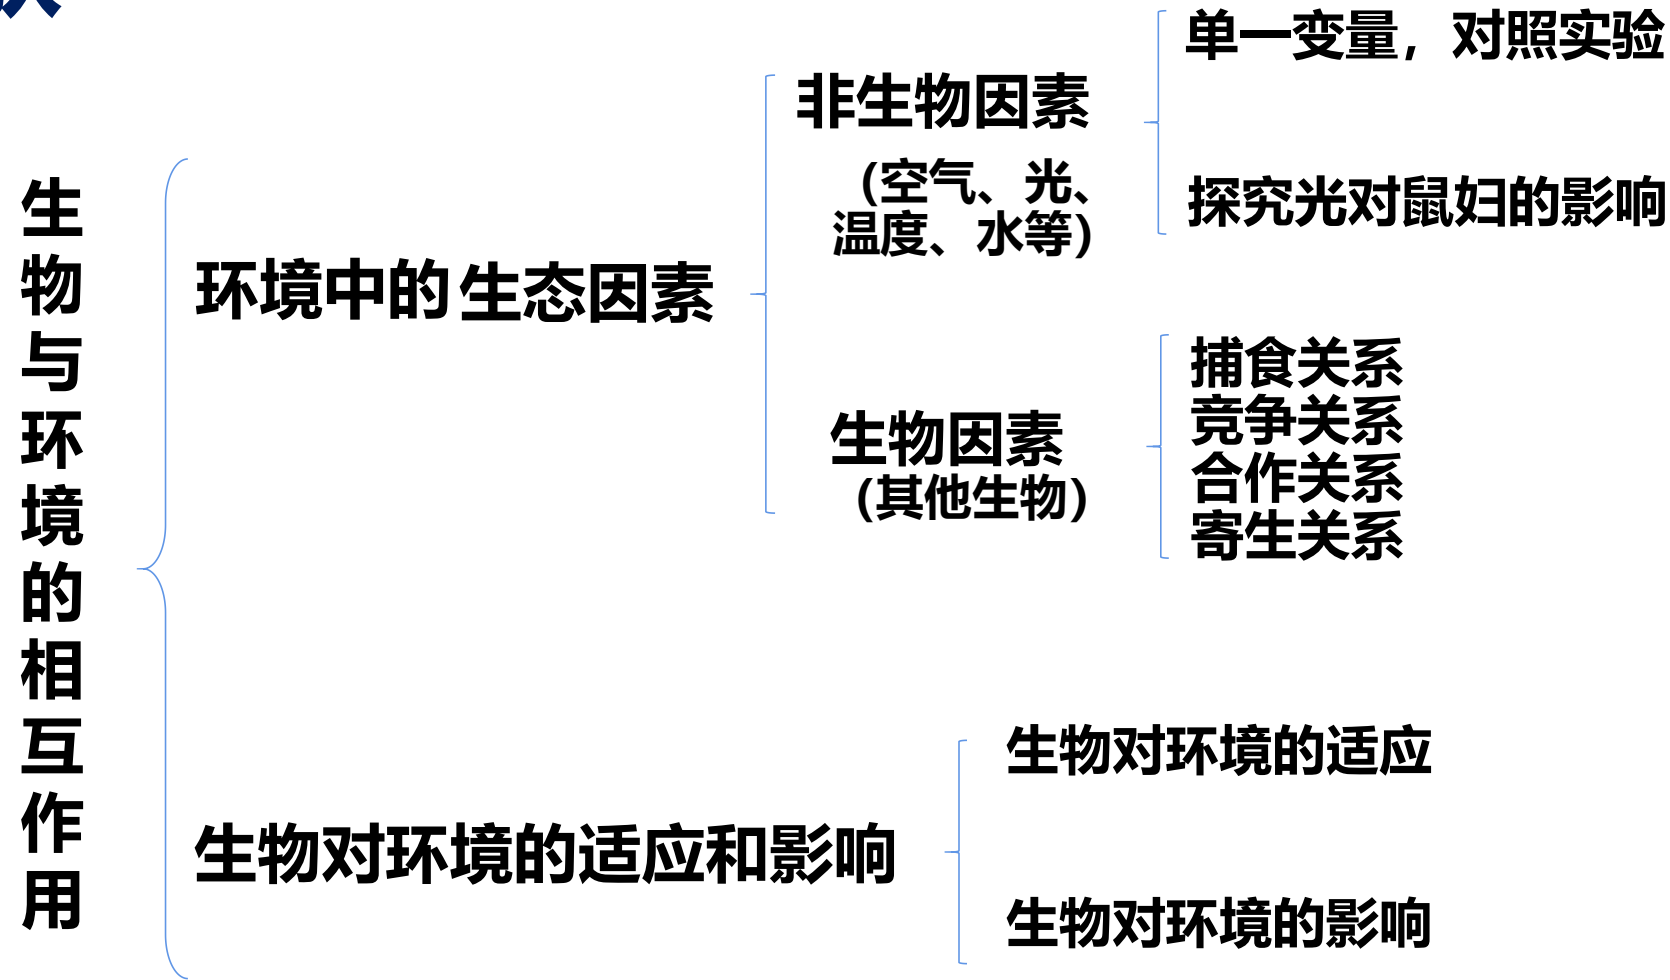 生物与环境的相互作用
环境中的生态因素
非生物因素
（空气、光、
温度、水等）
单一变量，对照实验
探究光对鼠妇的影响
生物因素
（其他生物）
捕食关系
竞争关系
合作关系
寄生关系
生物对环境的适应和影响
生物对环境的适应
生物对环境的影响